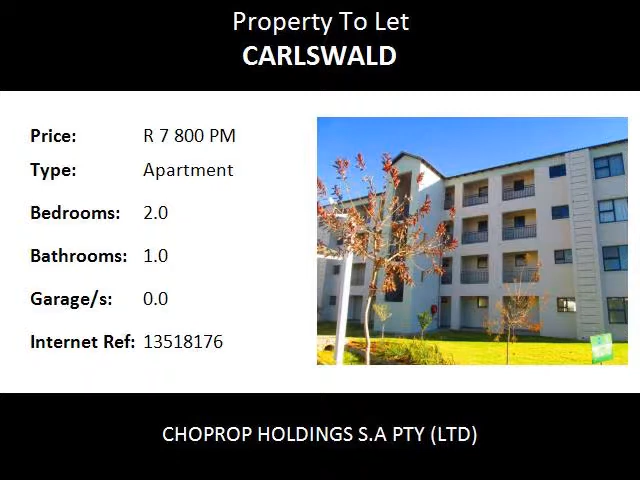 Property To Let
CARLSWALD
Price: R 7 800 PM
Type: Apartment
Bedrooms: 2.0
Bathrooms: 1.0
Garage/s: 0.0
Internet Ref: 13518176
CHOPROP HOLDINGS S.A PTY (LTD)